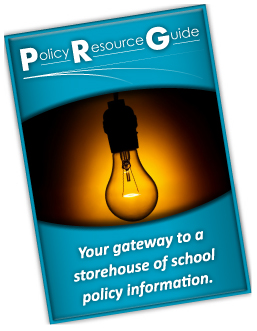 Policy Resource Guide
Your gateway to a
storehouse of school
policy information.